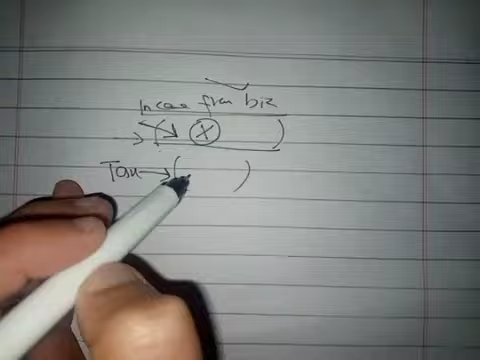 Income from biz
→ ( → ⊗ )
Tax → ( )